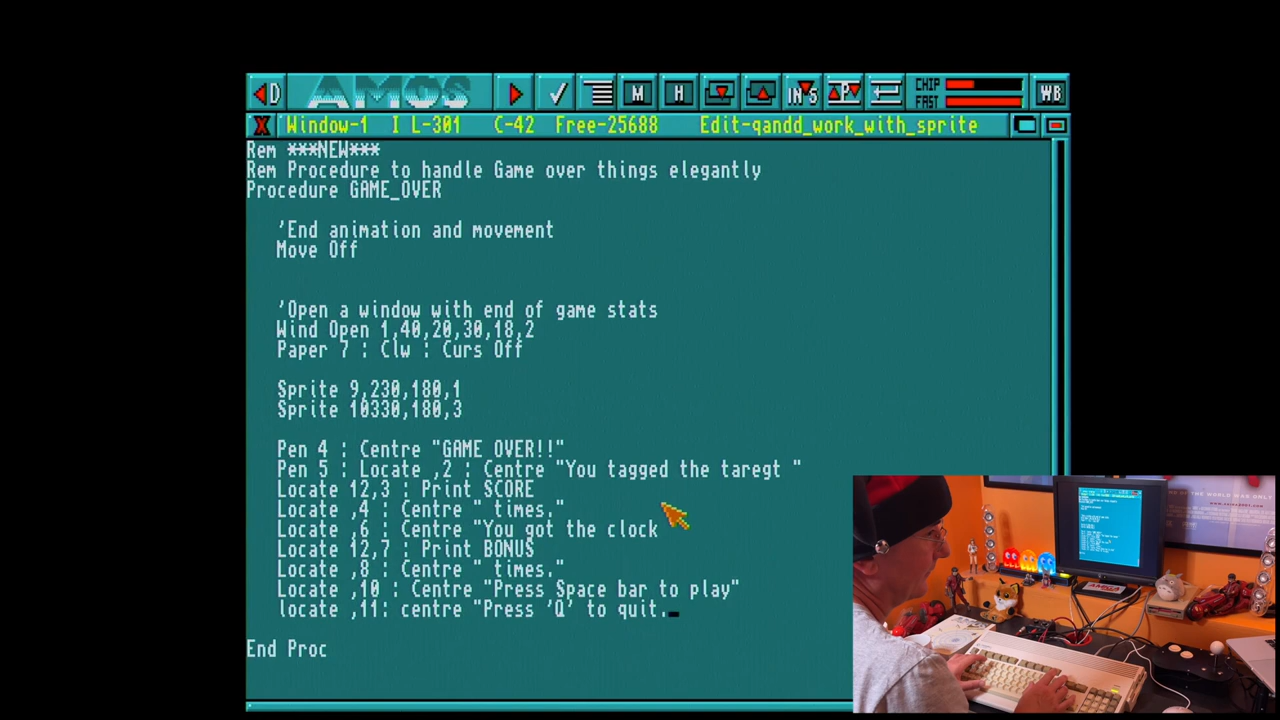 D AMOS M H IN'S P CHIP FAST WB
X Window-1 I L-301 C-42 Free-25688 Edit-qandd_work_with_sprite
Rem ***NEW***
Rem Procedure to handle Game over things elegantly
Procedure GAME_OVER
'End animation and movement
Move Off
'Open a window with end of game stats
Wind Open 1,40,20,30,18,2
Paper 7 : Clw : Curs Off
Sprite 9,230,180,1
Sprite 10330,180,3
Pen 4 : Centre "GAME OVER!!"
Pen 5 : Locate ,2 : Centre "You tagged the taregt "
Locate 12,3 : Print SCORE
Locate ,4 : Centre " times."
Locate ,6 : Centre "You got the clock
Locate 12,7 : Print BONUS
Locate ,8 : Centre " times."
Locate ,10 : Centre "Press Space bar to play"
locate ,11: centre "Press 'Q' to quit.
End Proc
OF THE WORLD WAS ONLY